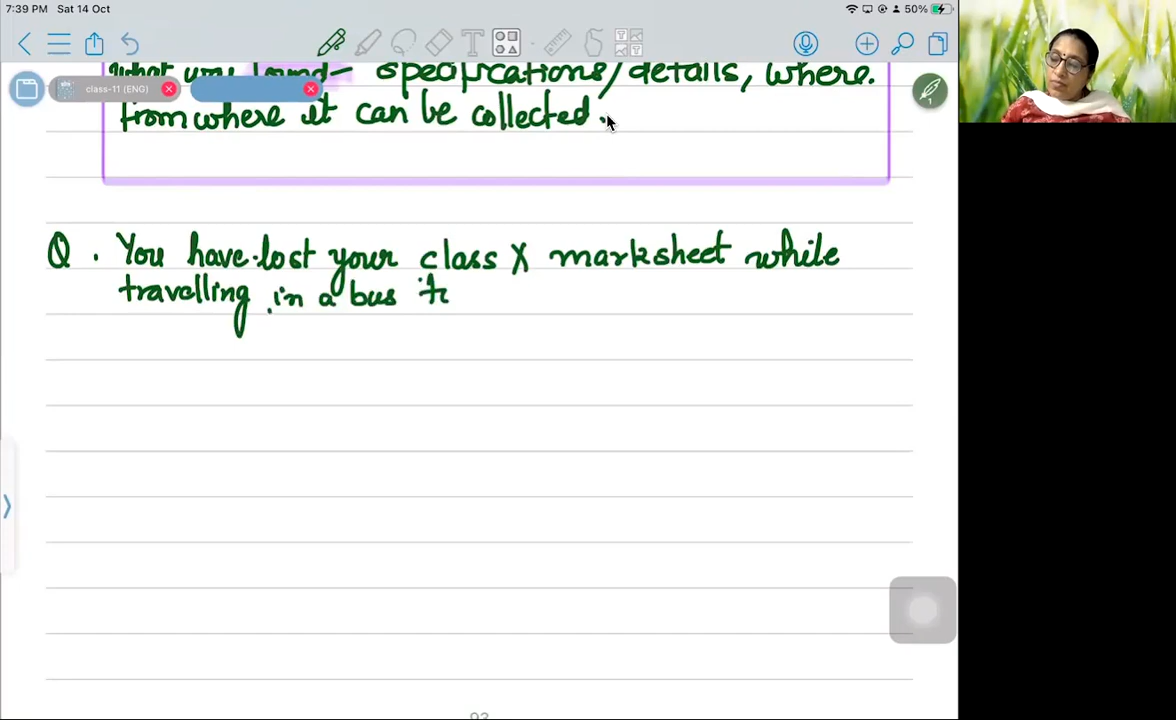 7:39 PM Sat 14 Oct
50%
class-11 (ENG)
1
specifications/details, where.
from where it can be collected.
Q. You have lost your class X marksheet while
travelling in a bus